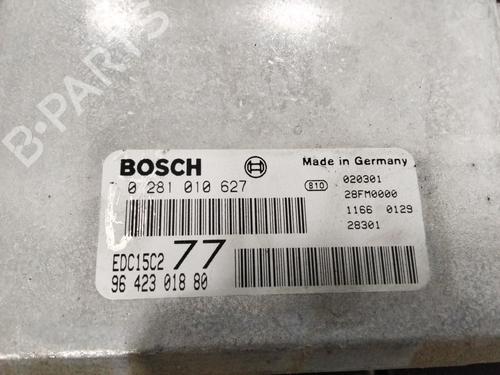 B-PARTS
BOSCH
Made in Germany
0 281 010 627
810
020301
28FM0000
1166 0129
28301
EDC15C2 77
96 423 018 80